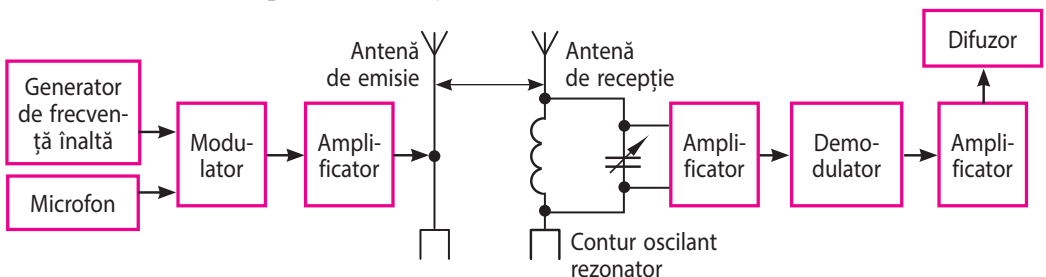 Generator
de frecven-
ță înaltă
Microfon
Modu-
lator
Ampli-
ficator
Antenă
de emisie
Antenă
de recepție
Contur oscilant
rezonator
Ampli-
ficator
Demo-
dulator
Ampli-
ficator
Difuzor